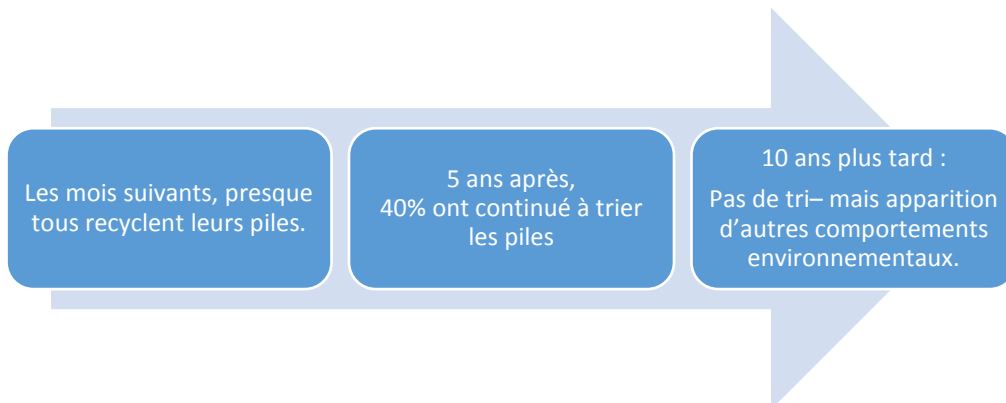 Les mois suivants, presque
tous recyclent leurs piles.
5 ans après,
40% ont continué à trier
les piles
10 ans plus tard :
Pas de tri– mais apparition
d'autres comportements
environnementaux.